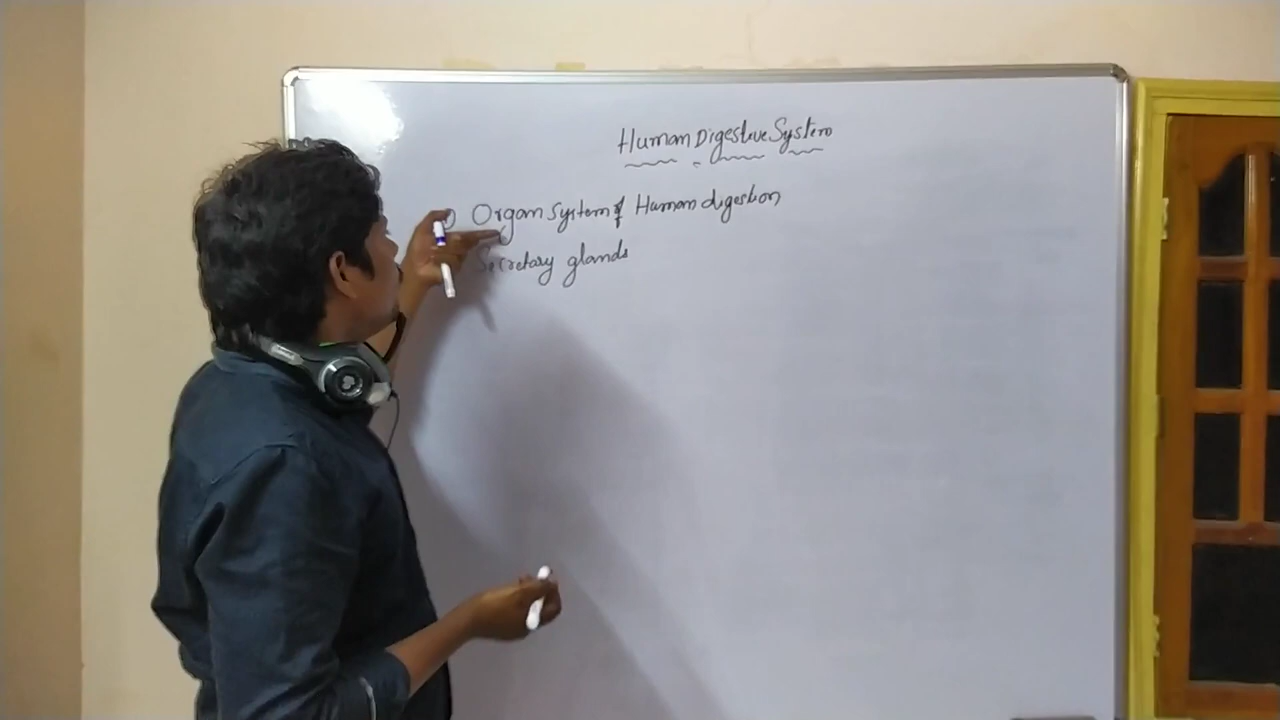 Human Digestive System
Organ System of Human digestion
Secretary glands